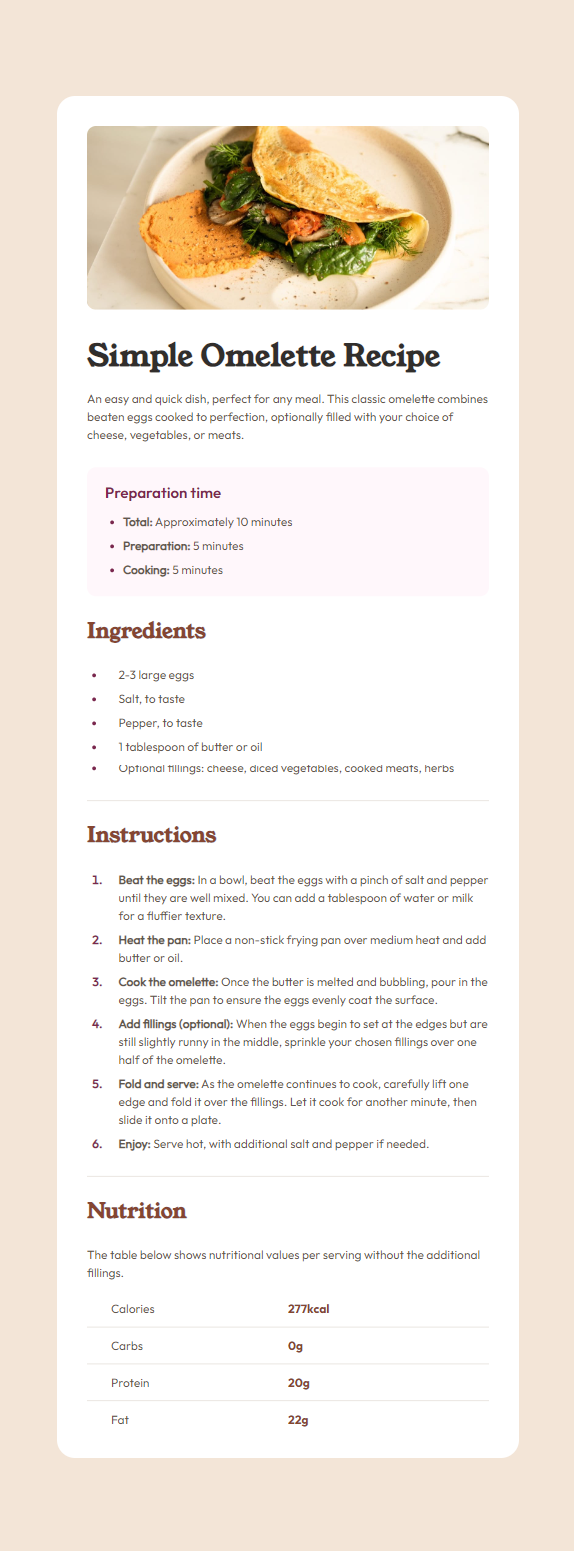 Simple Omelette Recipe
An easy and quick dish, perfect for any meal. This classic omelette combines
beaten eggs cooked to perfection, optionally filled with your choice of
cheese, vegetables, or meats.
Preparation time
• Total: Approximately 10 minutes
• Preparation: 5 minutes
• Cooking: 5 minutes
Ingredients
• 2-3 large eggs
• Salt, to taste
• Pepper, to taste
• 1 tablespoon of butter or oil
• Optional fillings: cheese, diced vegetables, cooked meats, herbs
Instructions
1. Beat the eggs: In a bowl, beat the eggs with a pinch of salt and pepper
until they are well mixed. You can add a tablespoon of water or milk
for a fluffier texture.
2. Heat the pan: Place a non-stick frying pan over medium heat and add
butter or oil.
3. Cook the omelette: Once the butter is melted and bubbling, pour in the
eggs. Tilt the pan to ensure the eggs evenly coat the surface.
4. Add fillings (optional): When the eggs begin to set at the edges but are
still slightly runny in the middle, sprinkle your chosen fillings over one
half of the omelette.
5. Fold and serve: As the omelette continues to cook, carefully lift one
edge and fold it over the fillings. Let it cook for another minute, then
slide it onto a plate.
6. Enjoy: Serve hot, with additional salt and pepper if needed.
Nutrition
The table below shows nutritional values per serving without the additional
fillings.
Calories 277kcal
Carbs 0g
Protein 20g
Fat 22g